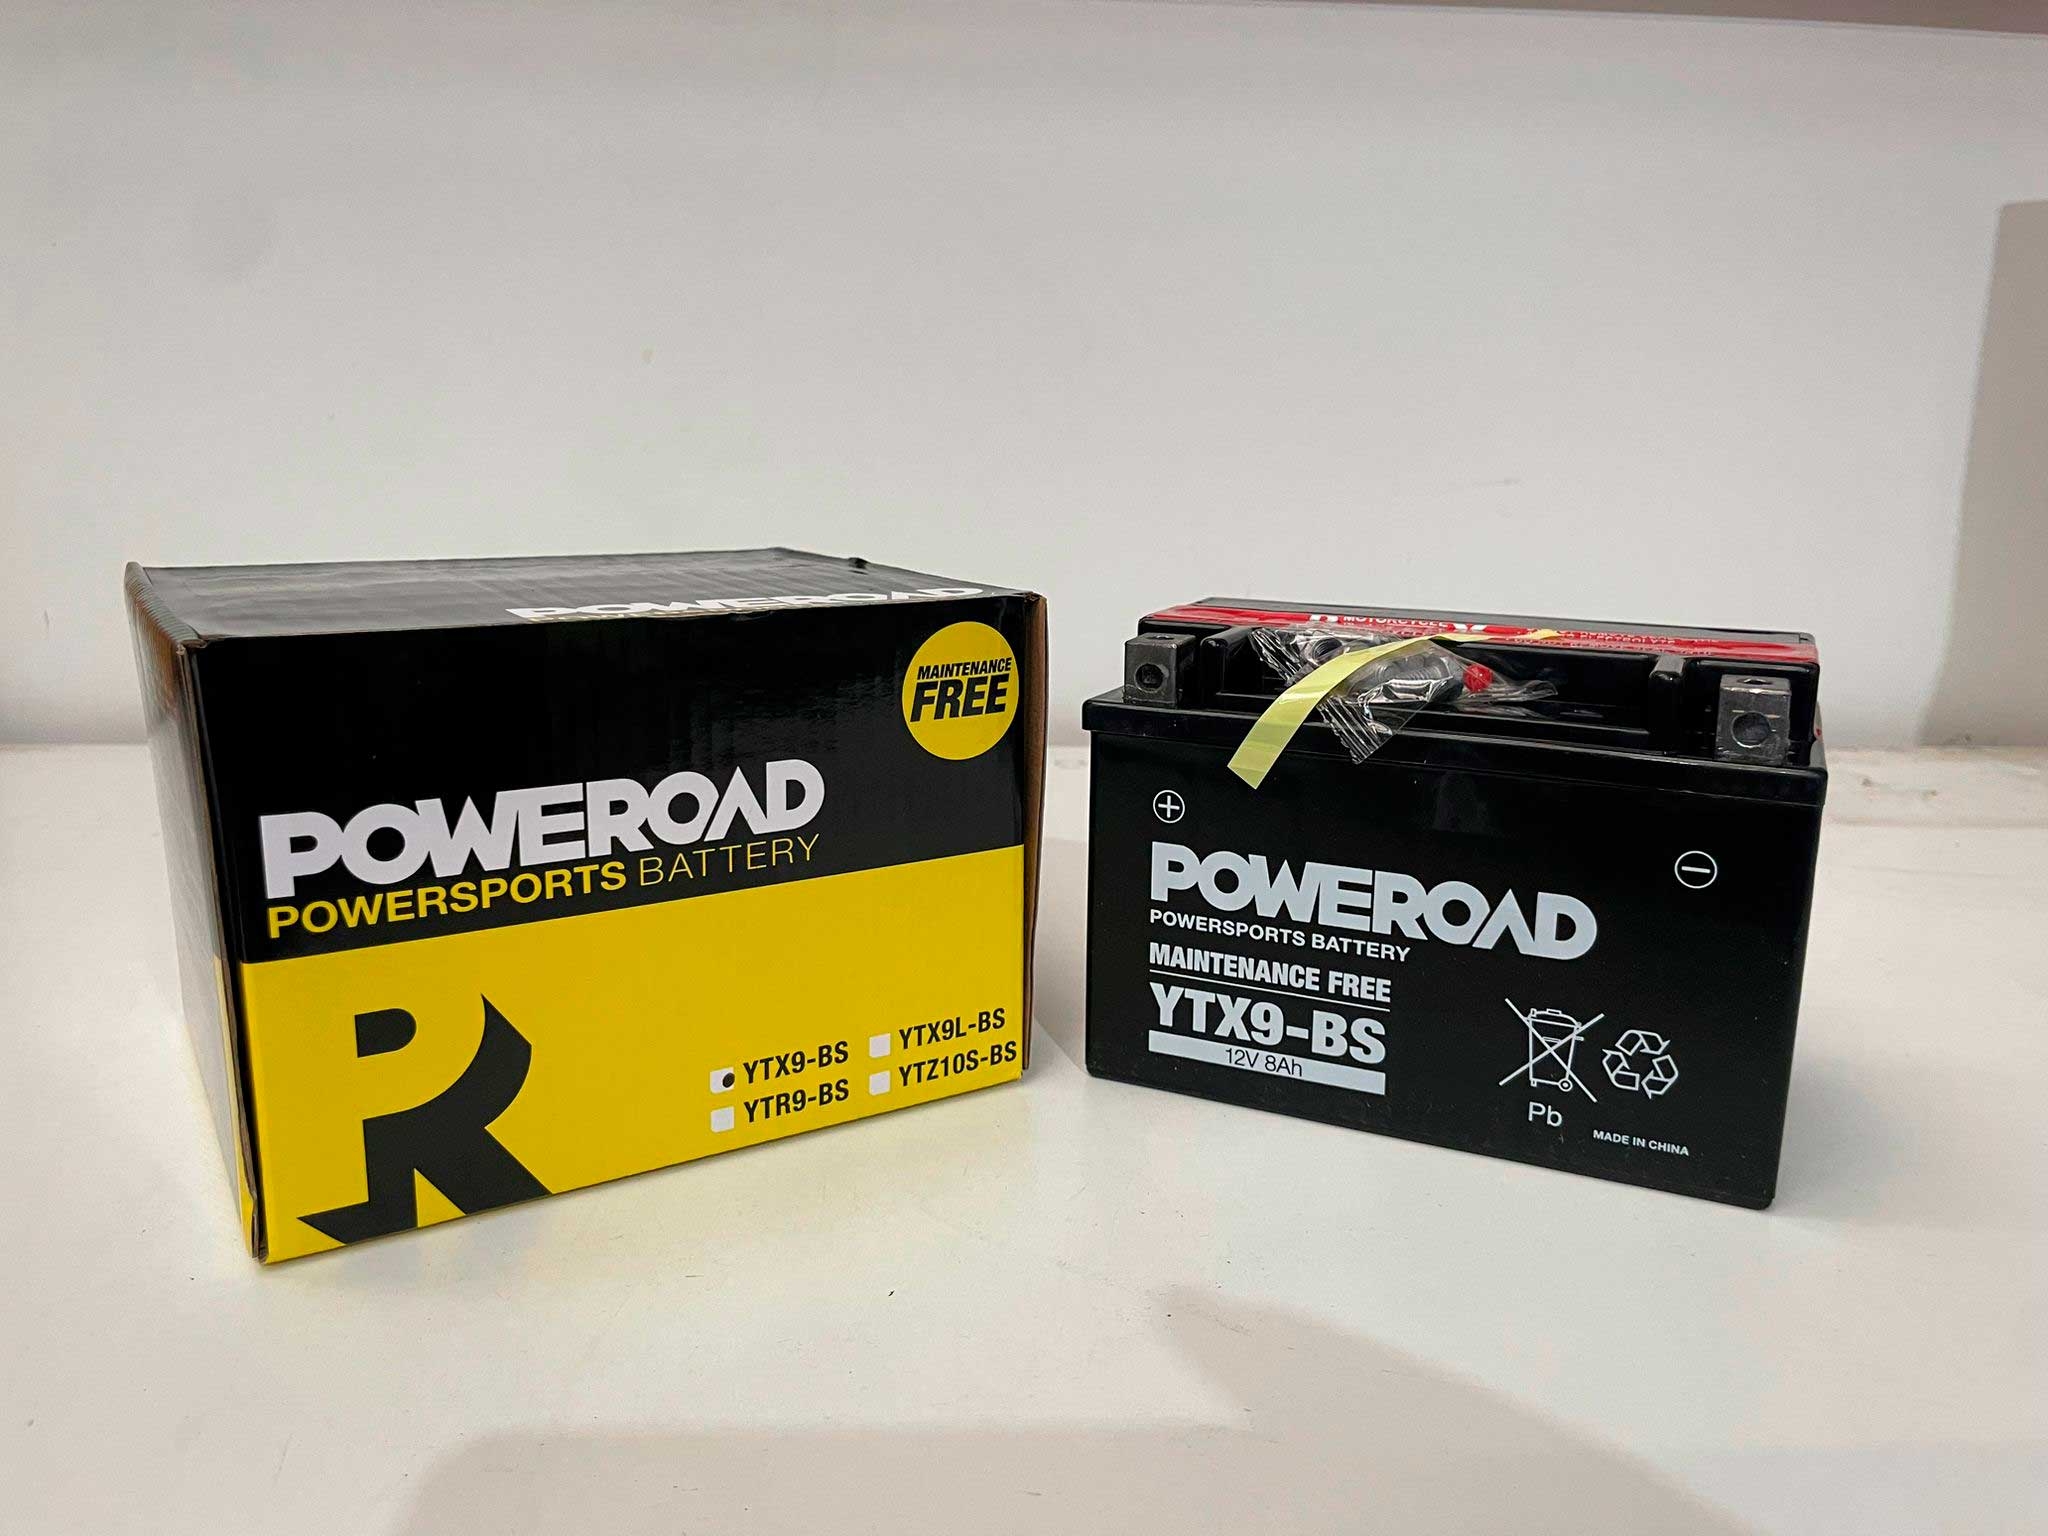 POWEROAD
MAINTENANCE
FREE
POWEROAD
POWERSPORTS BATTERY
YTX9-BS
YTR9-BS
YTX9L-BS
YTZ10S-BS
MOTORCYCLE
+
-
POWEROAD
POWERSPORTS BATTERY
MAINTENANCE FREE
YTX9-BS
12V 8Ah
Pb
MADE IN CHINA